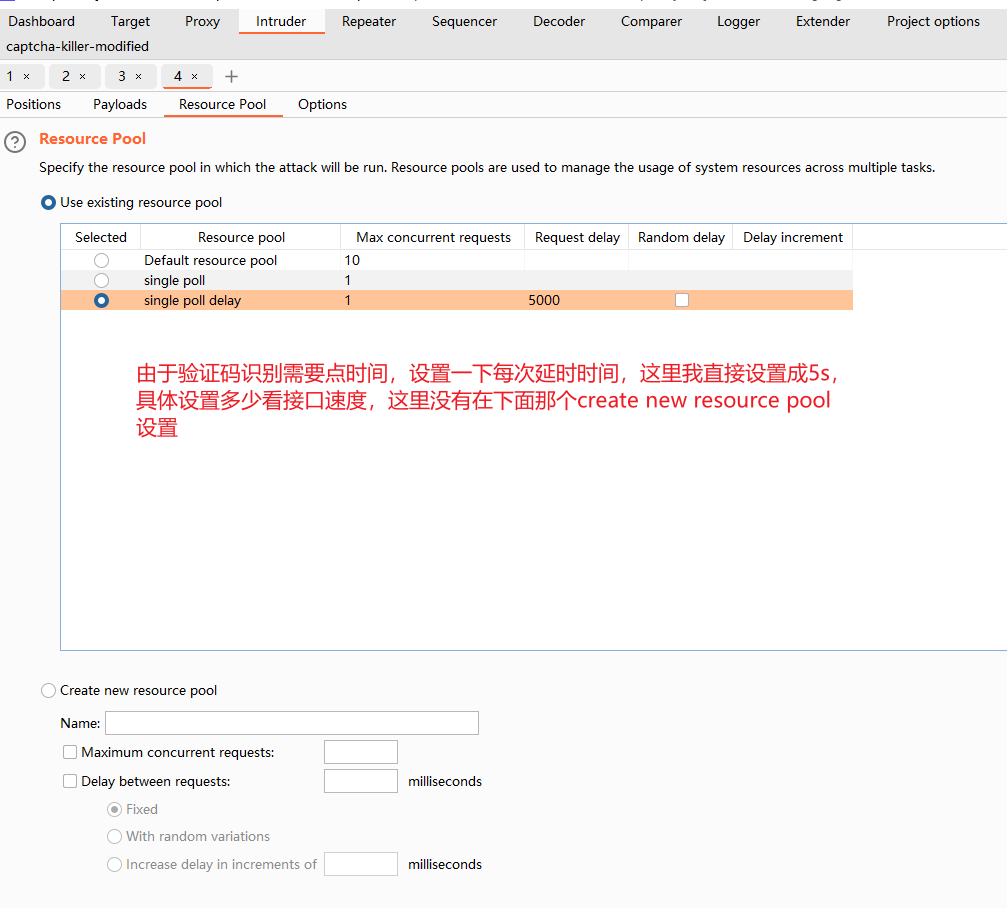 Dashboard Target Proxy Intruder Repeater Sequencer Decoder Comparer Logger Extender Project options
captcha-killer-modified
1 × 2 × 3 × 4 × +
Positions Payloads Resource Pool Options
? Resource Pool
Specify the resource pool in which the attack will be run. Resource pools are used to manage the usage of system resources across multiple tasks.
Use existing resource pool
Selected Resource pool Max concurrent requests Request delay Random delay Delay increment
Default resource pool 10
single poll 1
single poll delay 1 5000
由于验证码识别需要点时间，设置一下每次延时时间，这里我直接设置成5s，
具体设置多少看接口速度，这里没有在下面那个create new resource pool
设置
Create new resource pool
Name:
Maximum concurrent requests:
Delay between requests: milliseconds
Fixed
With random variations
Increase delay in increments of milliseconds